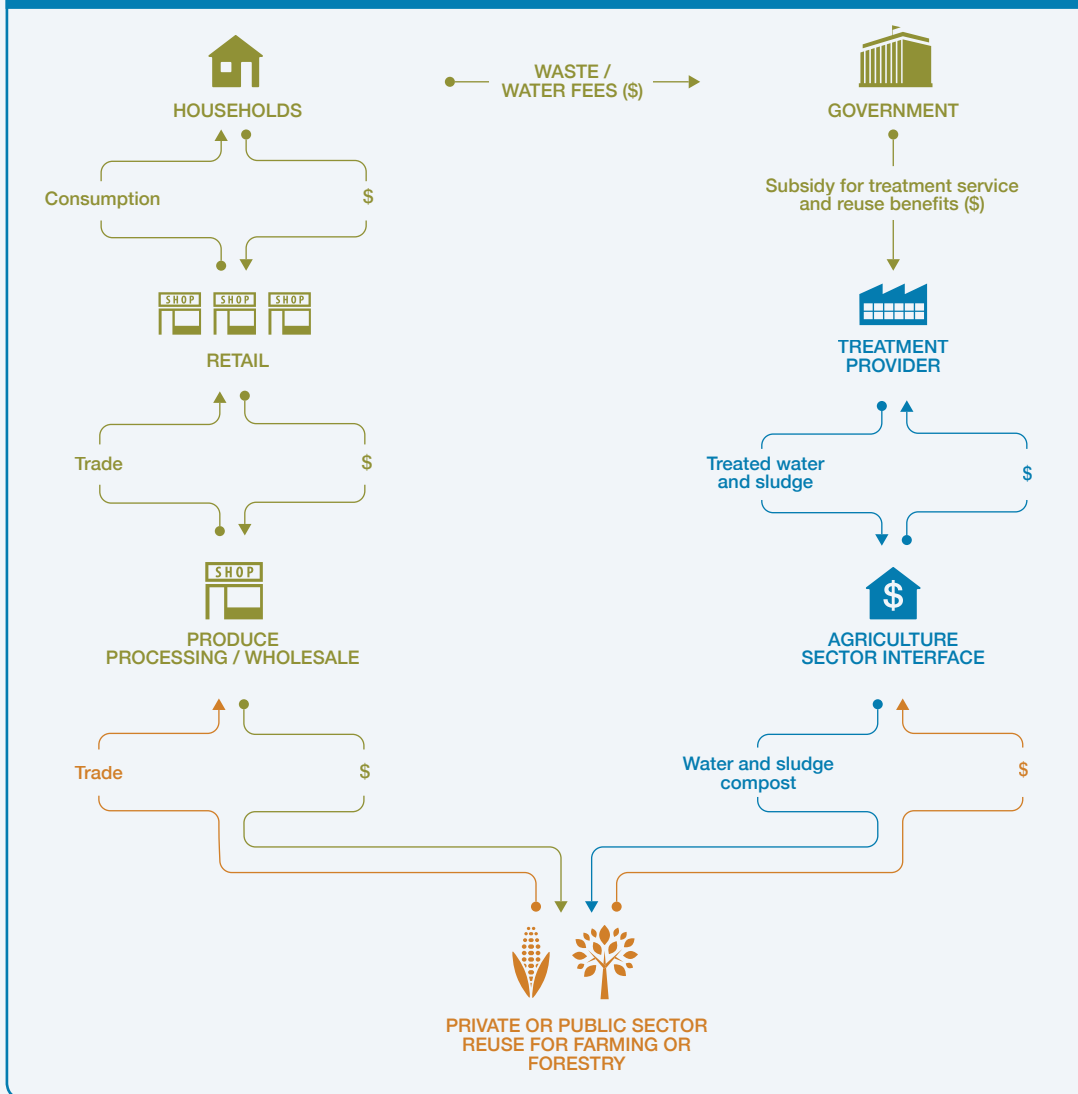 WASTE /
WATER FEES ($)
HOUSEHOLDS
GOVERNMENT
Consumption
$
Subsidy for treatment service
and reuse benefits ($)
SHOP
SHOP
SHOP
RETAIL
TREATMENT
PROVIDER
Trade
$
Treated water
and sludge
$
SHOP
$
PRODUCE
PROCESSING / WHOLESALE
AGRICULTURE
SECTOR INTERFACE
Trade
$
Water and sludge
compost
$
PRIVATE OR PUBLIC SECTOR
REUSE FOR FARMING OR
FORESTRY